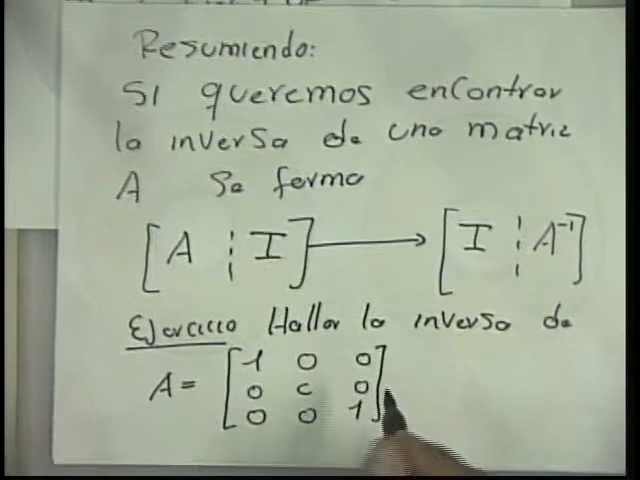 Resumiendo:
Si queremos encontrar
la inversa de una matriz
A se forma
[A ¦ I] → [I ¦ A⁻¹]
Ejercicio Hallar la inversa de
A = [1 0 0
0 c 0
0 0 1]